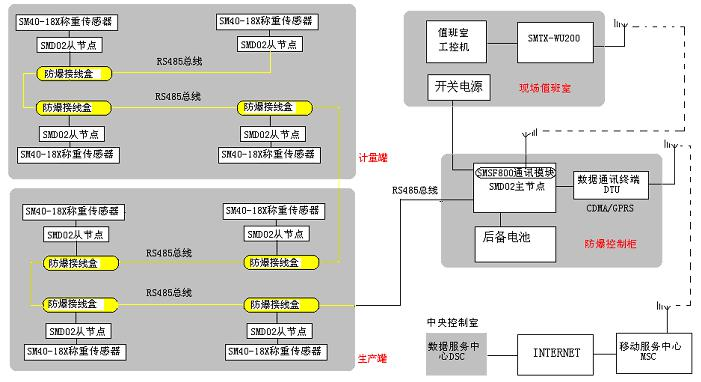 SM40-18X称重传感器
SM40-18X称重传感器
SMD02从节点
SMD02从节点
RS485总线
防爆接线盒
RS485总线
防爆接线盒
防爆接线盒
SMD02从节点
SMD02从节点
SM40-18X称重传感器
SM40-18X称重传感器
计量罐
SM40-18X称重传感器
SM40-18X称重传感器
SMD02从节点
SMD02从节点
RS485总线
防爆接线盒
防爆接线盒
RS485总线
防爆接线盒
防爆接线盒
SMD02从节点
SMD02从节点
SM40-18X称重传感器
SM40-18X称重传感器
生产罐
值班室
工控机
SMTX-WU200
开关电源
现场值班室
RS485总线
SMSF800通讯模块
SMD02主节点
数据通讯终端
DTU
CDMA/GPRS
后备电池
防爆控制柜
中央控制室
数据服务中
心DSC
INTERNET
移动服务中心
MSC